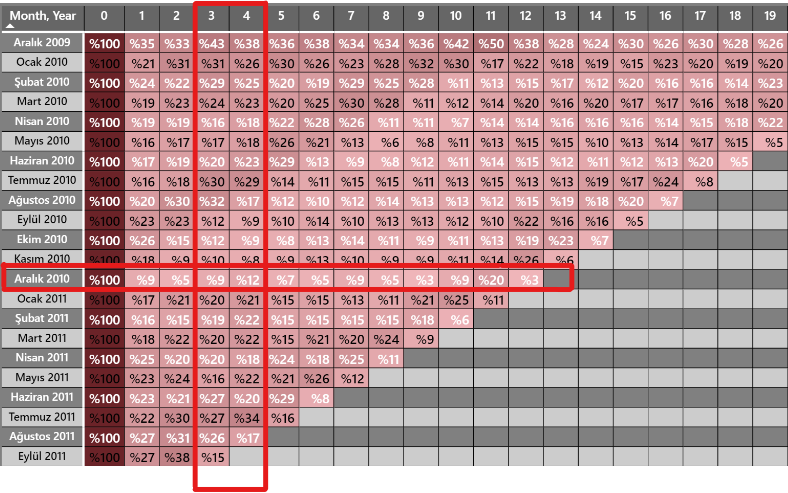 Month, Year 0 1 2 3 4 5 6 7 8 9 10 11 12 13 14 15 16 17 18 19
Aralık 2009 %100 %35 %33 %43 %38 %36 %38 %34 %34 %36 %42 %50 %38 %28 %24 %30 %26 %30 %28 %26
Ocak 2010 %100 %21 %31 %31 %26 %30 %26 %23 %28 %32 %30 %17 %22 %18 %19 %15 %23 %20 %19 %20
Şubat 2010 %100 %24 %22 %29 %25 %20 %19 %29 %25 %28 %11 %13 %15 %17 %12 %20 %16 %16 %14 %23
Mart 2010 %100 %19 %23 %24 %23 %20 %25 %30 %28 %11 %12 %14 %20 %16 %20 %17 %17 %16 %18 %20
Nisan 2010 %100 %19 %19 %16 %18 %22 %28 %26 %11 %11 %7 %14 %14 %16 %16 %14 %14 %15 %18 %22
Mayıs 2010 %100 %16 %17 %17 %18 %26 %21 %13 %6 %8 %13 %15 %15 %15 %10 %13 %14 %17 %15 %5
Haziran 2010 %100 %17 %19 %20 %23 %29 %13 %9 %8 %12 %11 %14 %15 %12 %11 %12 %13 %20 %5
Temmuz 2010 %100 %16 %18 %30 %29 %14 %11 %15 %15 %11 %13 %15 %13 %13 %19 %17 %24 %8
Ağustos 2010 %100 %20 %30 %32 %17 %12 %10 %12 %14 %12 %13 %12 %15 %19 %18 %20 %7
Eylül 2010 %100 %23 %23 %12 %9 %10 %14 %10 %13 %13 %12 %10 %22 %16 %16 %5
Ekim 2010 %100 %26 %15 %12 %9 %8 %13 %14 %11 %9 %11 %13 %19 %23 %7
Kasım 2010 %100 %18 %9 %10 %8 %9 %13 %10 %9 %9 %11 %14 %26 %6
Aralık 2010 %100 %9 %5 %9 %12 %7 %5 %9 %5 %3 %9 %20 %3
Ocak 2011 %100 %17 %21 %20 %21 %15 %15 %13 %11 %21 %25 %11
Şubat 2011 %100 %16 %15 %19 %22 %15 %15 %15 %15 %18 %6
Mart 2011 %100 %18 %22 %20 %22 %15 %21 %20 %24 %9
Nisan 2011 %100 %25 %20 %20 %18 %24 %18 %25 %11
Mayıs 2011 %100 %23 %24 %16 %22 %21 %26 %12
Haziran 2011 %100 %23 %21 %27 %20 %29 %8
Temmuz 2011 %100 %22 %30 %27 %34 %16
Ağustos 2011 %100 %27 %31 %26 %17
Eylül 2011 %100 %27 %38 %15